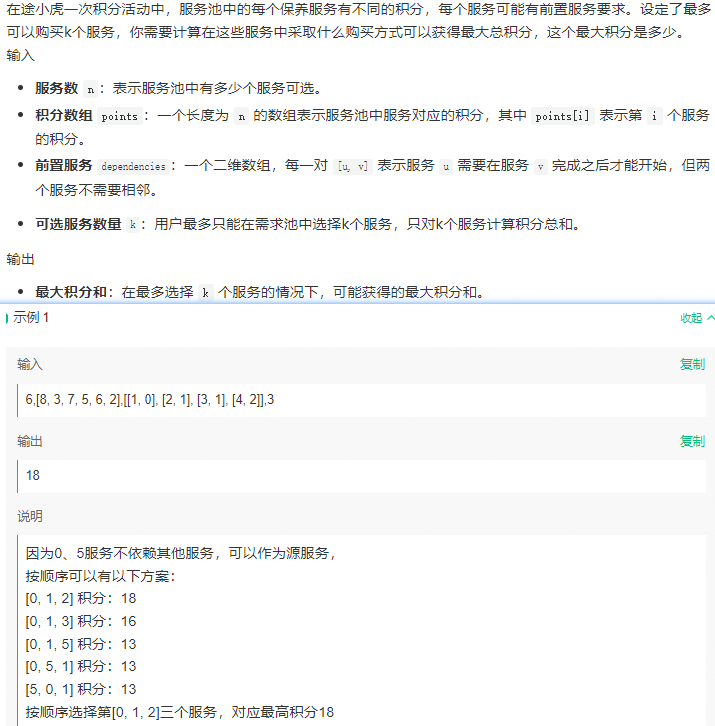 在途小虎一次积分活动中，服务池中的每个保养服务有不同的积分，每个服务可能有前置服务要求。设定了最多
可以购买k个服务，你需要计算在这些服务中采取什么购买方式可以获得最大总积分，这个最大积分是多少。
输入
服务数 n ：表示服务池中有多少个服务可选。
积分数组 points ：一个长度为 n 的数组表示服务池中服务对应的积分，其中 points[i] 表示第 i 个服务
的积分。
前置服务 dependencies ：一个二维数组，每一对 [u, v] 表示服务 u 需要在服务 v 完成之后才能开始，但两
个服务不需要相邻。
可选服务数量 k ：用户最多只能在需求池中选择k个服务，只对k个服务计算积分总和。
输出
最大积分和：在最多选择 k 个服务的情况下，可能获得的最大积分和。
示例 1 收起
输入 复制
6,[8, 3, 7, 5, 6, 2],[[1, 0], [2, 1], [3, 1], [4, 2]],3
输出 复制
18
说明
因为0、5服务不依赖其他服务，可以作为源服务，
按顺序可以有以下方案：
[0, 1, 2] 积分：18
[0, 1, 3] 积分：16
[0, 1, 5] 积分：13
[0, 5, 1] 积分：13
[5, 0, 1] 积分：13
按顺序选择第[0, 1, 2]三个服务，对应最高积分18